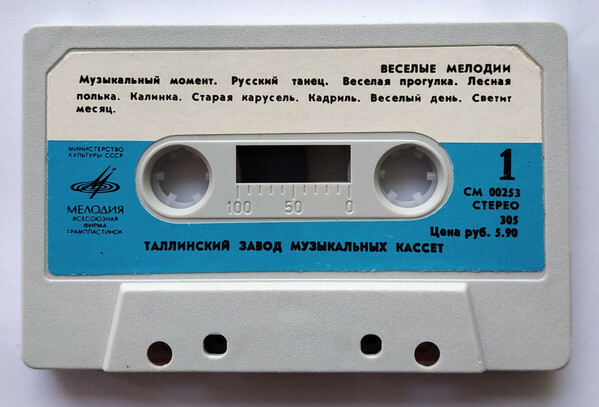 ВЕСЕЛЫЕ МЕЛОДИИ
Музыкальный момент. Русский танец. Веселая прогулка. Лесная
полька. Калинка. Старая карусель. Кадриль. Веселый день. Светит
месяц.
МИНИСТЕРСТВО
КУЛЬТУРЫ СССР
МЕЛОДИЯ
ВСЕСОЮЗНАЯ
ФИРМА
ГРАМПЛАСТИНОК
100 50 0
1
СМ 00253
СТЕРЕО
305
Цена руб. 5.90
ТАЛЛИНСКИЙ ЗАВОД МУЗЫКАЛЬНЫХ КАССЕТ